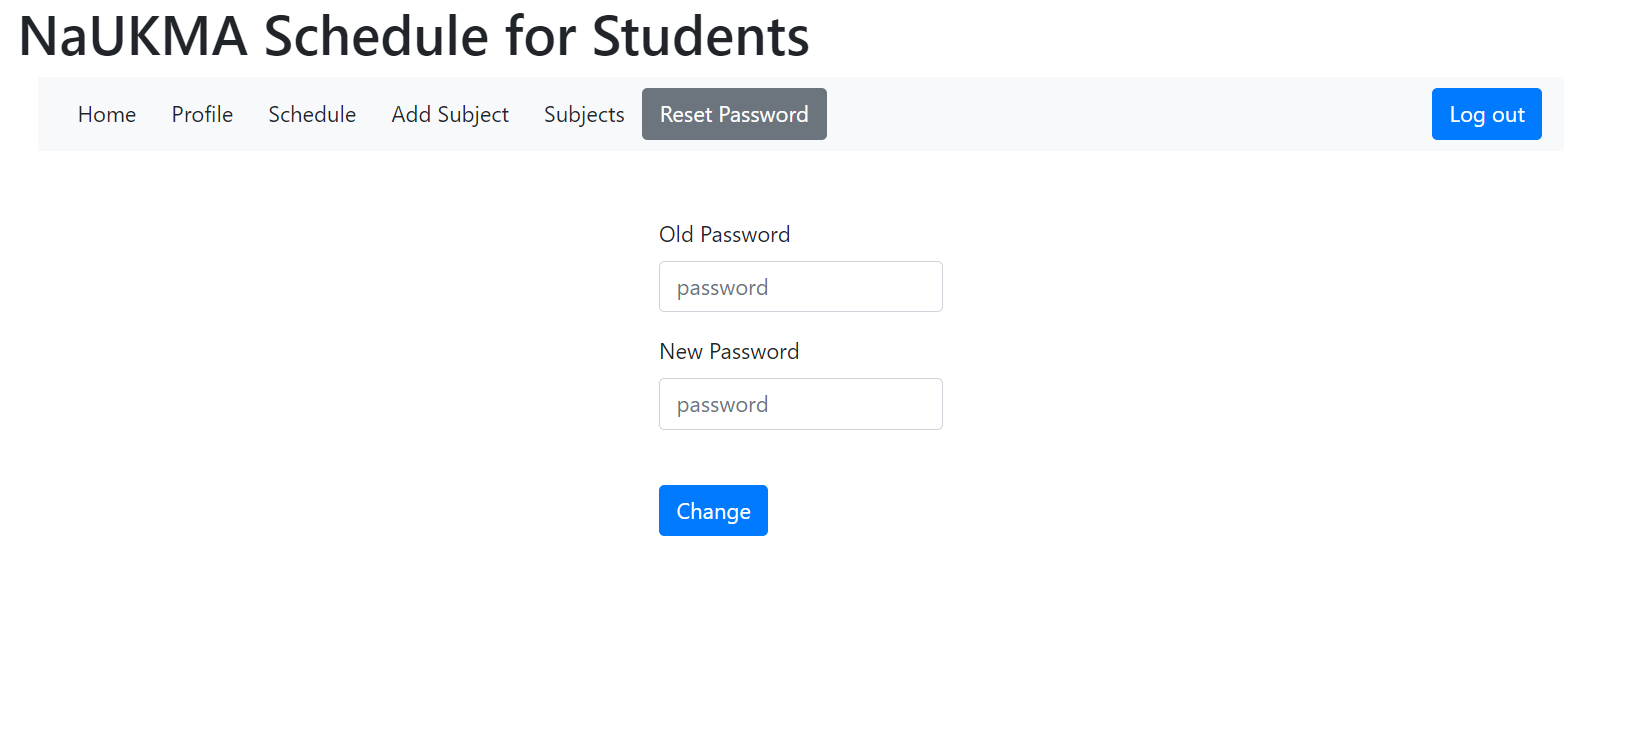 NaUKMA Schedule for Students
Home Profile Schedule Add Subject Subjects Reset Password Log out
Old Password
password
New Password
password
Change